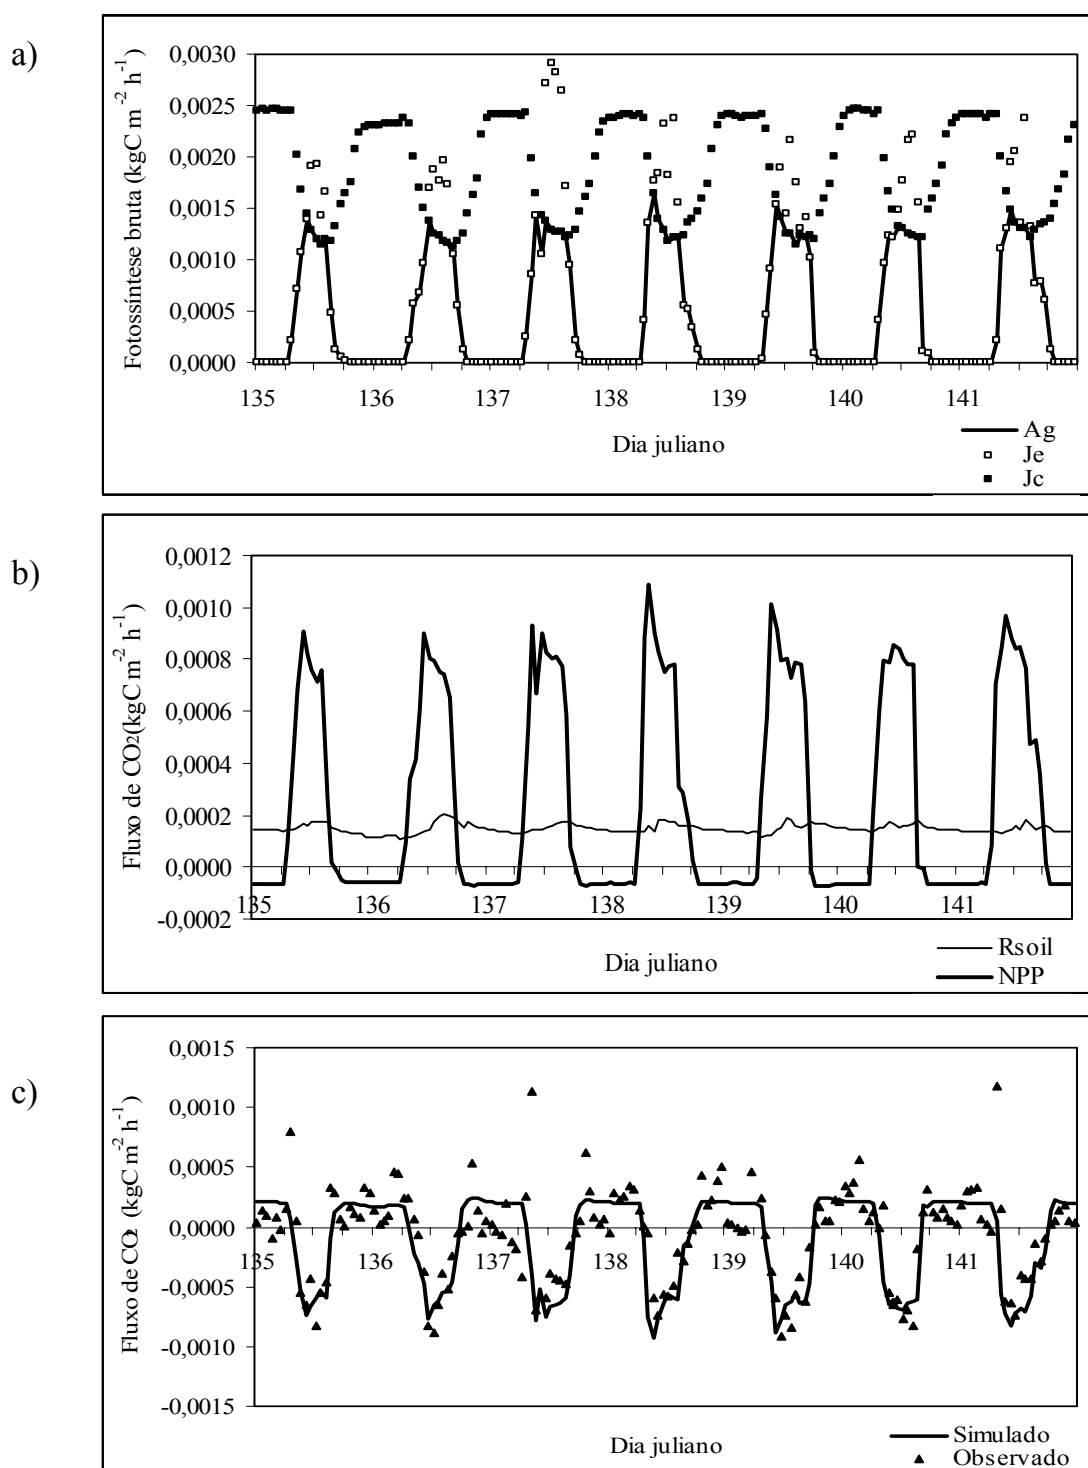 a)
Fotossíntese bruta (kgC m-2 h-1)
0,0030
0,0025
0,0020
0,0015
0,0010
0,0005
0,0000
135 136 137 138 139 140 141
Dia juliano
Ag
Je
Jc
b)
Fluxo de CO2(kgC m-2 h-1)
0,0012
0,0010
0,0008
0,0006
0,0004
0,0002
0,0000
-0,0002
135 136 137 138 139 140 141
Dia juliano
Rsoil
NPP
c)
Fluxo de CO2 (kgC m-2 h-1)
0,0015
0,0010
0,0005
0,0000
-0,0005
-0,0010
-0,0015
135 136 137 138 139 140 141
Dia juliano
Simulado
Observado